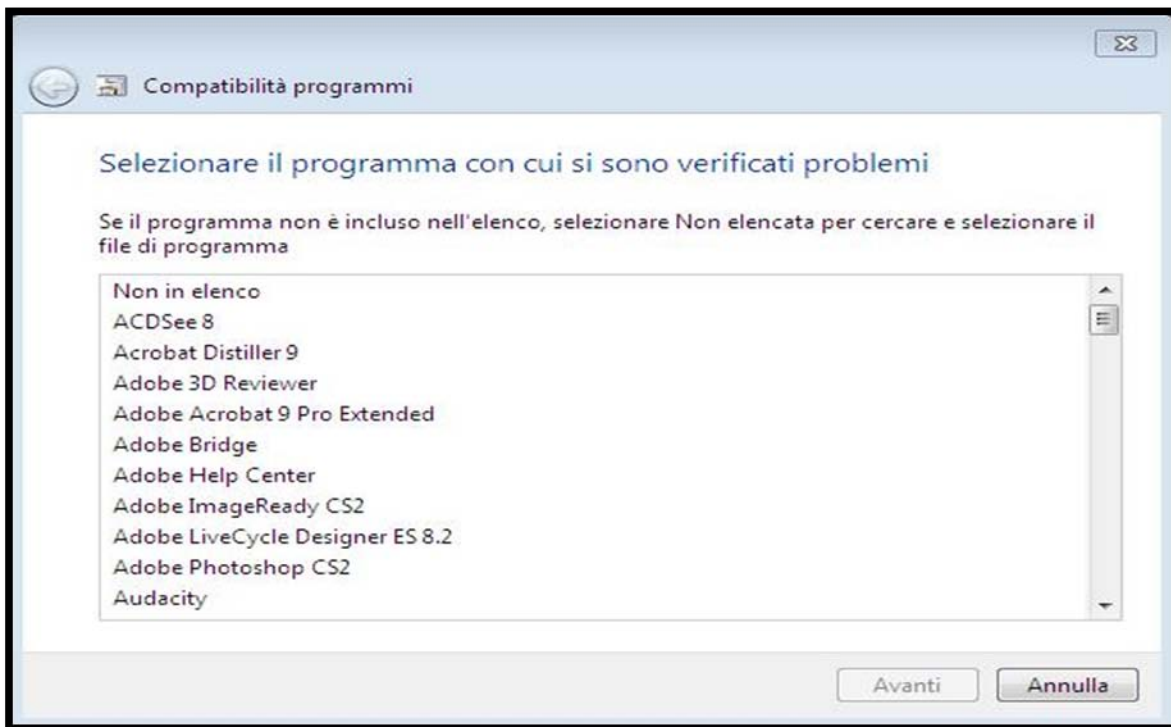 Compatibilità programmi
Selezionare il programma con cui si sono verificati problemi
Se il programma non è incluso nell'elenco, selezionare Non elencata per cercare e selezionare il
file di programma
Non in elenco
ACDSee 8
Acrobat Distiller 9
Adobe 3D Reviewer
Adobe Acrobat 9 Pro Extended
Adobe Bridge
Adobe Help Center
Adobe ImageReady CS2
Adobe LiveCycle Designer ES 8.2
Adobe Photoshop CS2
Audacity
Avanti
Annulla